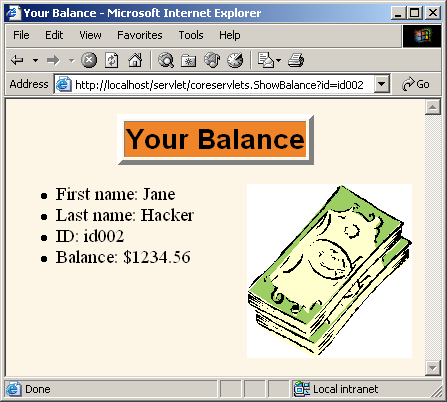 Your Balance - Microsoft Internet Explorer
File Edit View Favorites Tools Help
Address http://localhost/servlet/coreservlets.ShowBalance?id=id002 Go
Your Balance
First name: Jane
Last name: Hacker
ID: id002
Balance: $1234.56
Done Local intranet